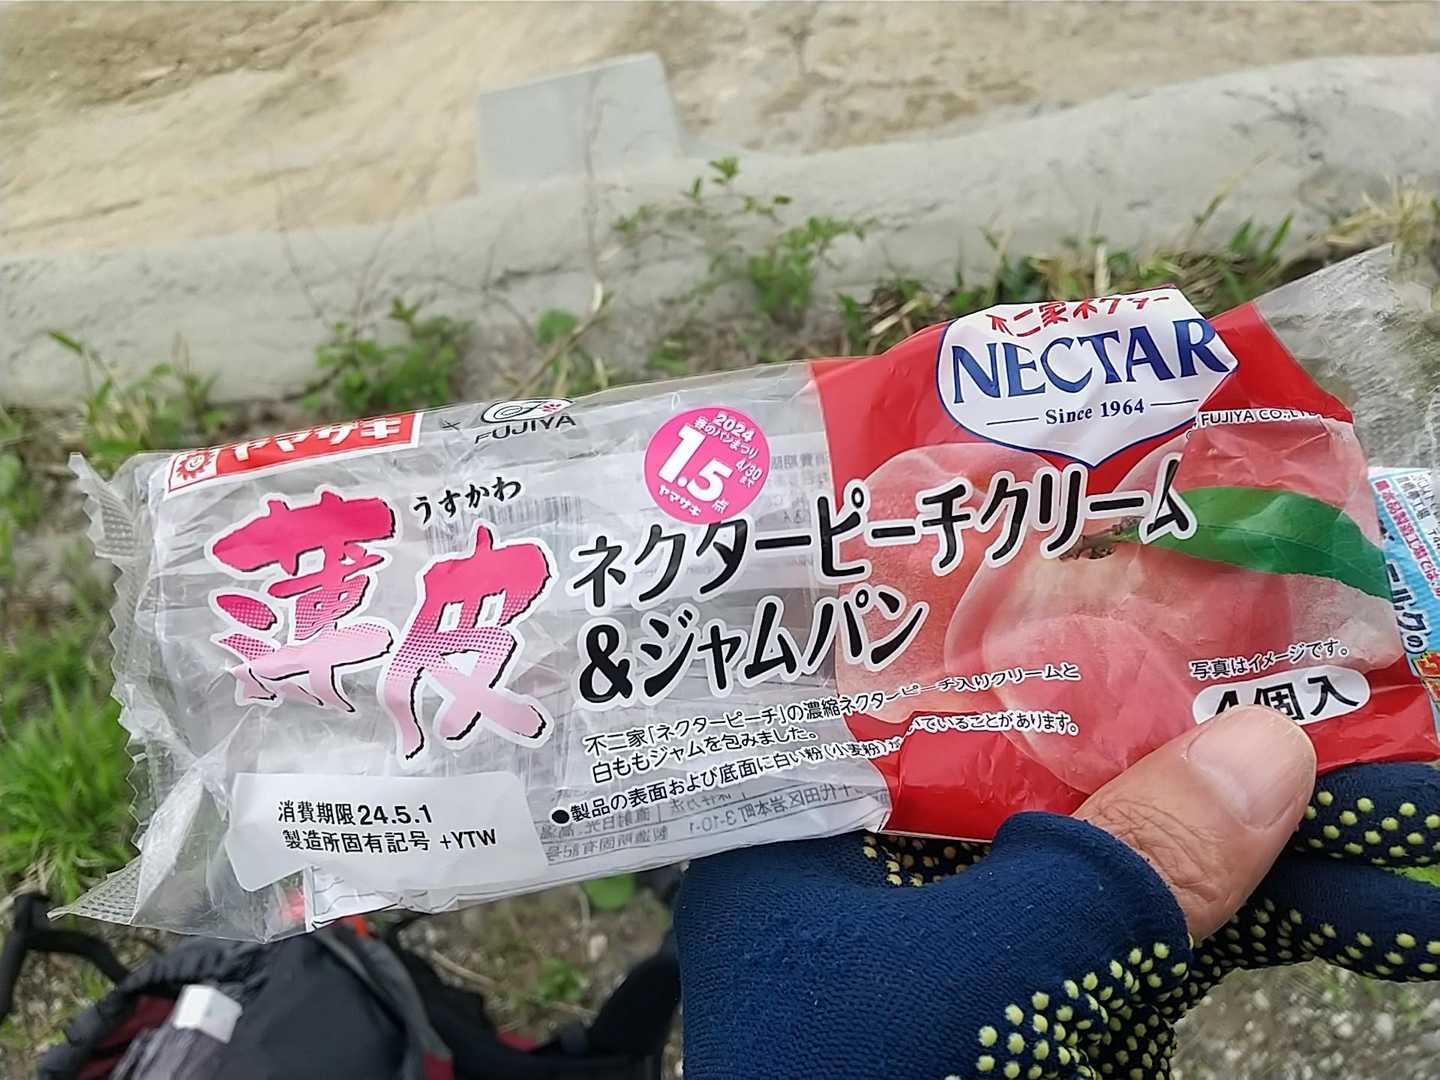 ヤマザキ
×
FUJIYA
2024
春のパンまつり
4/30
まで
1.5
点
ヤマザキ
不二家ネクター
NECTAR
Since 1964
FUJIYA CO.,LTD
うすかわ
薄皮
ネクターピーチクリーム
&ジャムパン
不二家「ネクターピーチ」の濃縮ネクターピーチ入りクリームと
白ももジャムを包みました。
●製品の表面および底面に白い粉(小麦粉)が
いていることがあります。
写真はイメージです。
4個入
消費期限24.5.1
製造所固有記号 +YTW